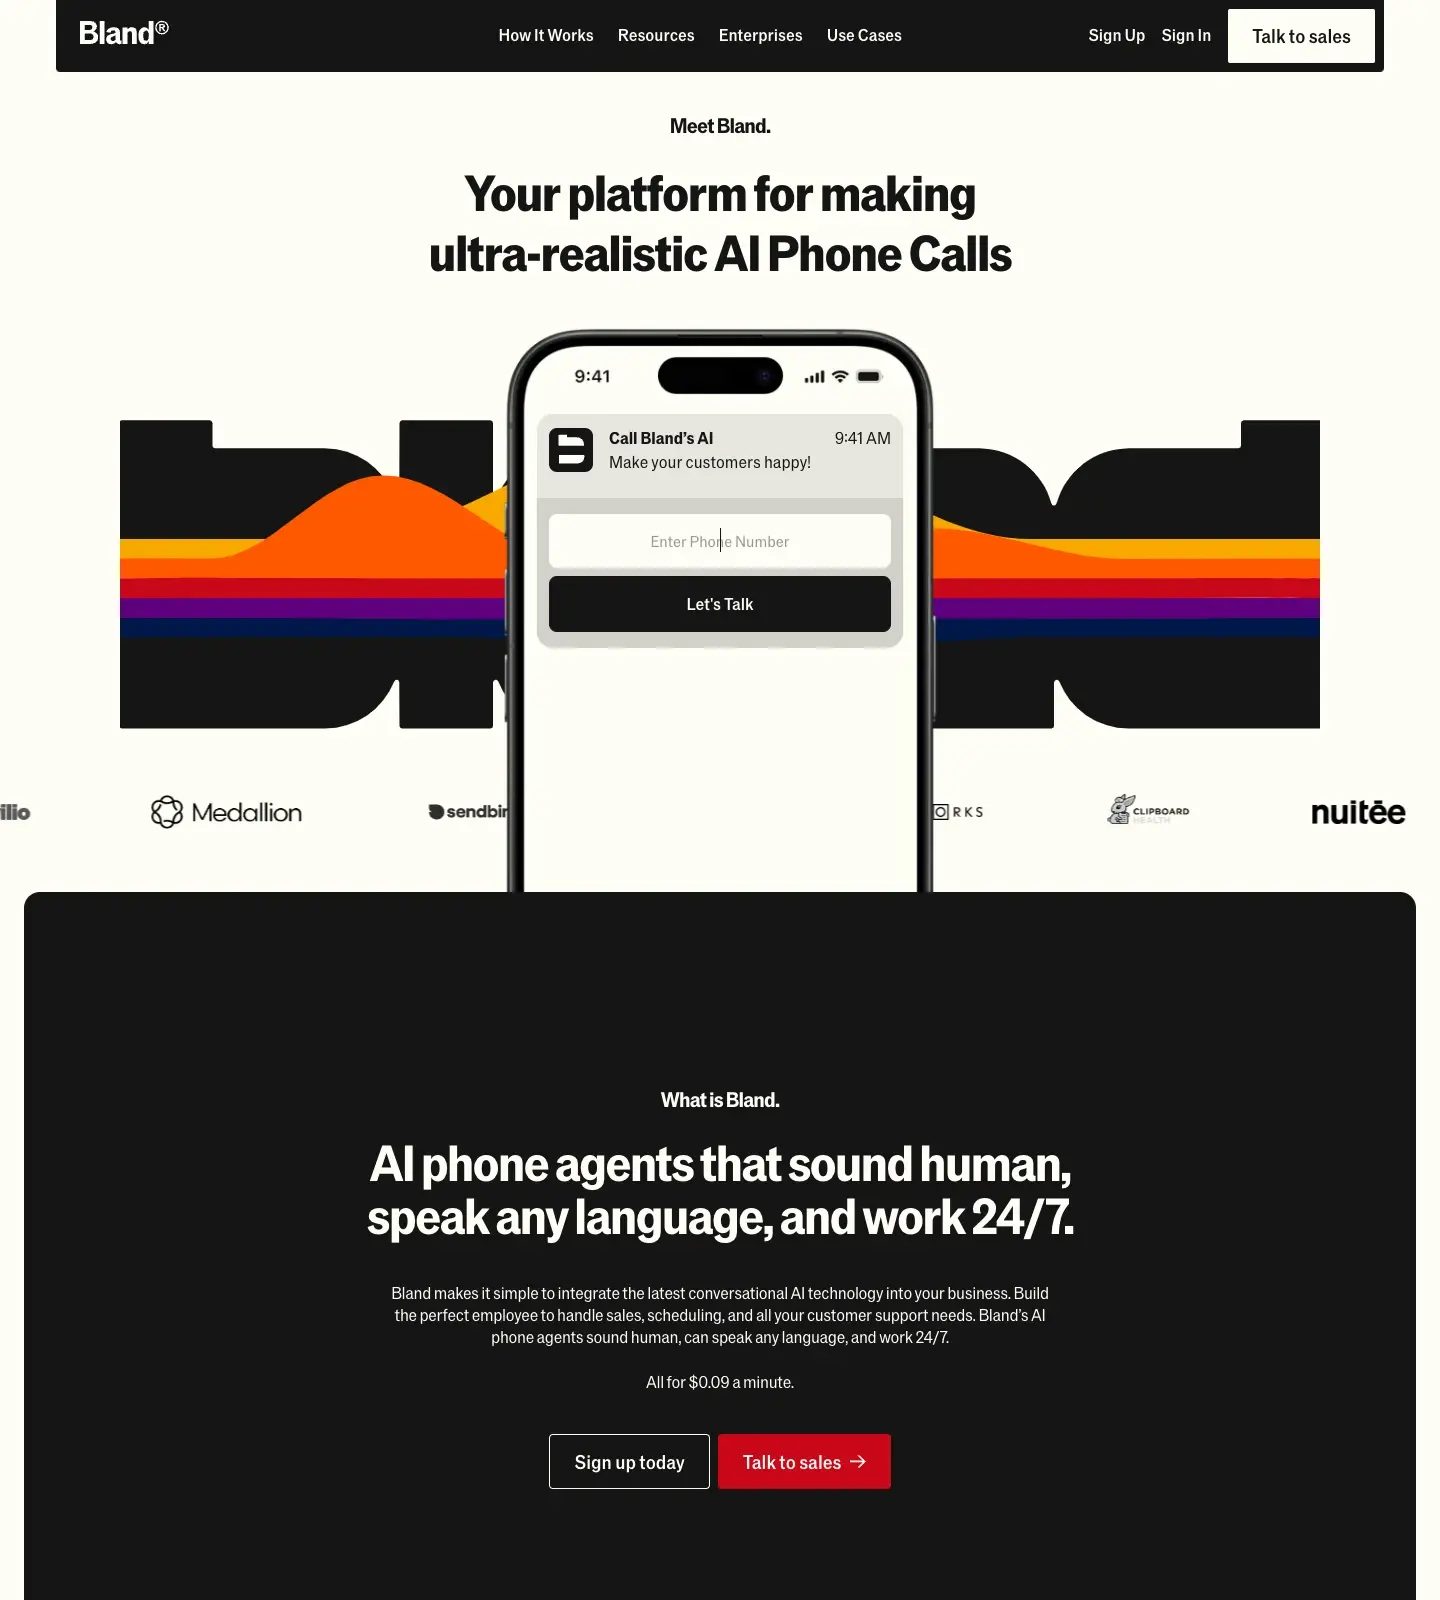 Bland®
How It Works
Resources
Enterprises
Use Cases
Sign Up
Sign In
Talk to sales
Meet Bland.
Your platform for making
ultra-realistic AI Phone Calls
9:41
Call Bland’s AI
9:41 AM
Make your customers happy!
Enter Phone Number
Let’s Talk
ilio
Medallion
sendbir
RKS
CLIPBOARD
HEALTH
nuitēe
What is Bland.
AI phone agents that sound human,
speak any language, and work 24/7.
Bland makes it simple to integrate the latest conversational AI technology into your business. Build
the perfect employee to handle sales, scheduling, and all your customer support needs. Bland’s AI
phone agents sound human, can speak any language, and work 24/7.
All for $0.09 a minute.
Sign up today
Talk to sales →